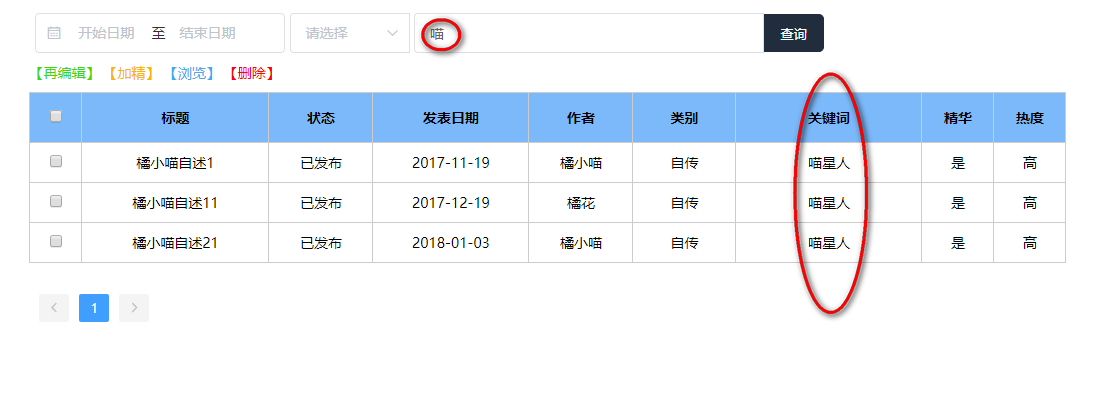 开始日期 至 结束日期 请选择 喵 查询
【再编辑】 【加精】 【浏览】 【删除】
标题 状态 发表日期 作者 类别 关键词 精华 热度
橘小喵自述1 已发布 2017-11-19 橘小喵 自传 喵星人 是 高
橘小喵自述11 已发布 2017-12-19 橘花 自传 喵星人 是 高
橘小喵自述21 已发布 2018-01-03 橘小喵 自传 喵星人 是 高
1